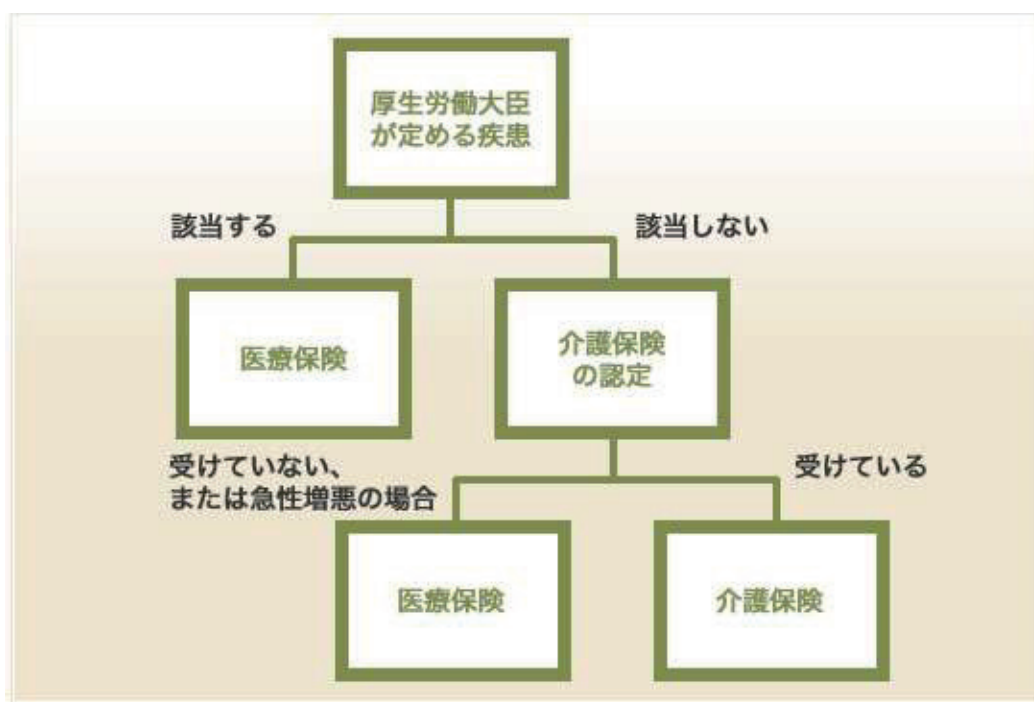 厚生労働大臣
が定める疾患
該当する
該当しない
医療保険
介護保険
の認定
受けていない、
または急性増悪の場合
受けている
医療保険
介護保険